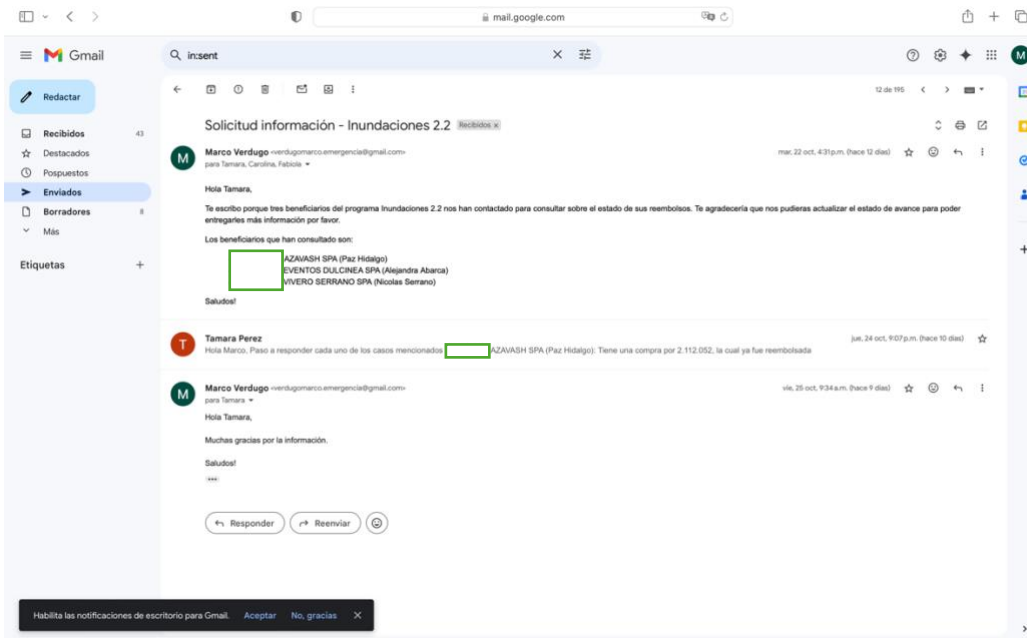 mail.google.com
Gmail
in:sent
Redactar
12 de 195
Recibidos 43
Destacados
Pospuestos
Enviados
Borradores 8
Más
Etiquetas
Solicitud información - Inundaciones 2.2 Recibidos x
M
Marco Verdugo <verdugomarco.emergencia@gmail.com>
mar, 22 oct, 4:31 p.m. (hace 12 días)
para Tamara, Carolina, Fabiola
Hola Tamara,
Te escribo porque tres beneficiarios del programa Inundaciones 2.2 nos han contactado para consultar sobre el estado de sus reembolsos. Te agradecería que nos pudieras actualizar el estado de avance para poder
entregarles más información por favor.
Los beneficiarios que han consultado son:
AZAVASH SPA (Paz Hidalgo)
EVENTOS DULCINEA SPA (Alejandra Abarca)
VIVERO SERRANO SPA (Nicolas Serrano)
Saludos!
T
Tamara Perez
jue, 24 oct, 9:07 p.m. (hace 10 días)
Hola Marco, Paso a responder cada uno de los casos mencionados AZAVASH SPA (Paz Hidalgo): Tiene una compra por 2.112.052, la cual ya fue reembolsada
M
Marco Verdugo <verdugomarco.emergencia@gmail.com>
vie, 25 oct, 9:34 a.m. (hace 9 días)
para Tamara
Hola Tamara,
Muchas gracias por la información.
Saludos!
Responder
Reenviar
Habilita las notificaciones de escritorio para Gmail. Aceptar No, gracias
M